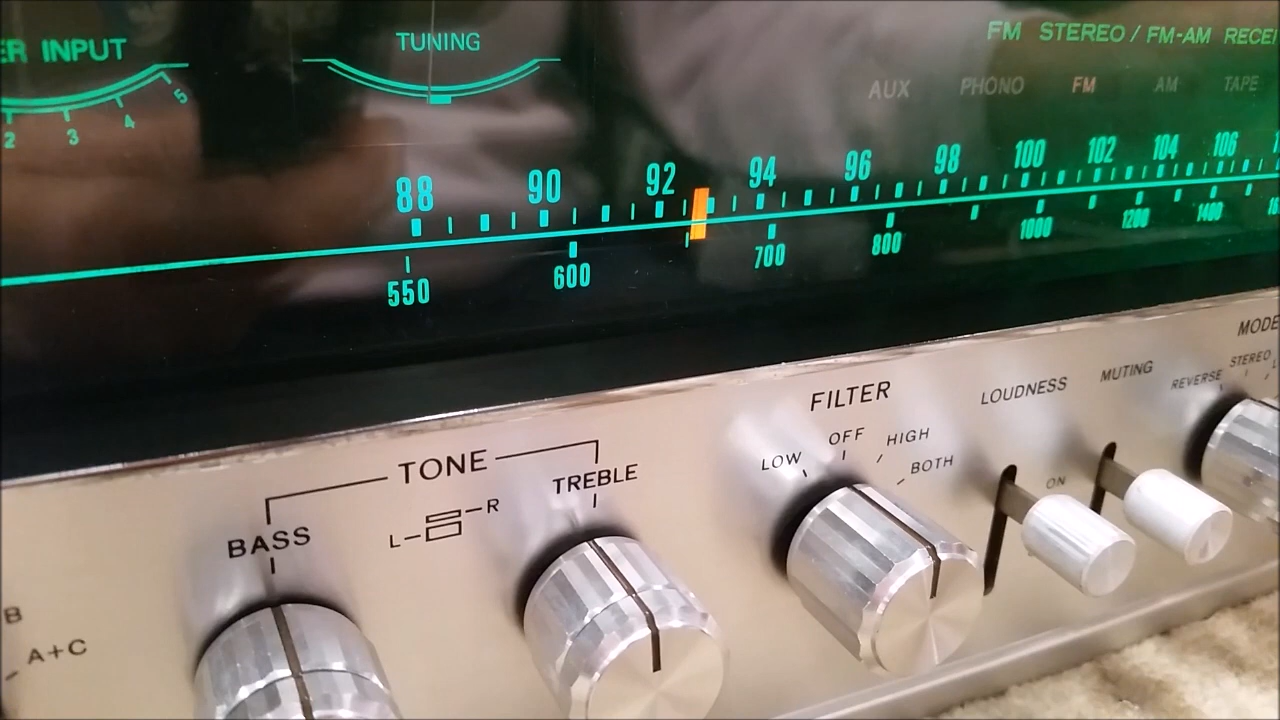 ER INPUT
2 3 4 5
TUNING
FM STEREO / FM-AM RECEI
AUX PHONO FM AM TAPE
88 90 92 94 96 98 100 102 104 106
550 600 700 800 1000 1200 1400
TONE
BASS
L R
TREBLE
FILTER
LOW OFF HIGH BOTH
LOUDNESS
MUTING
ON
MODE
REVERSE STEREO L
B
A+C